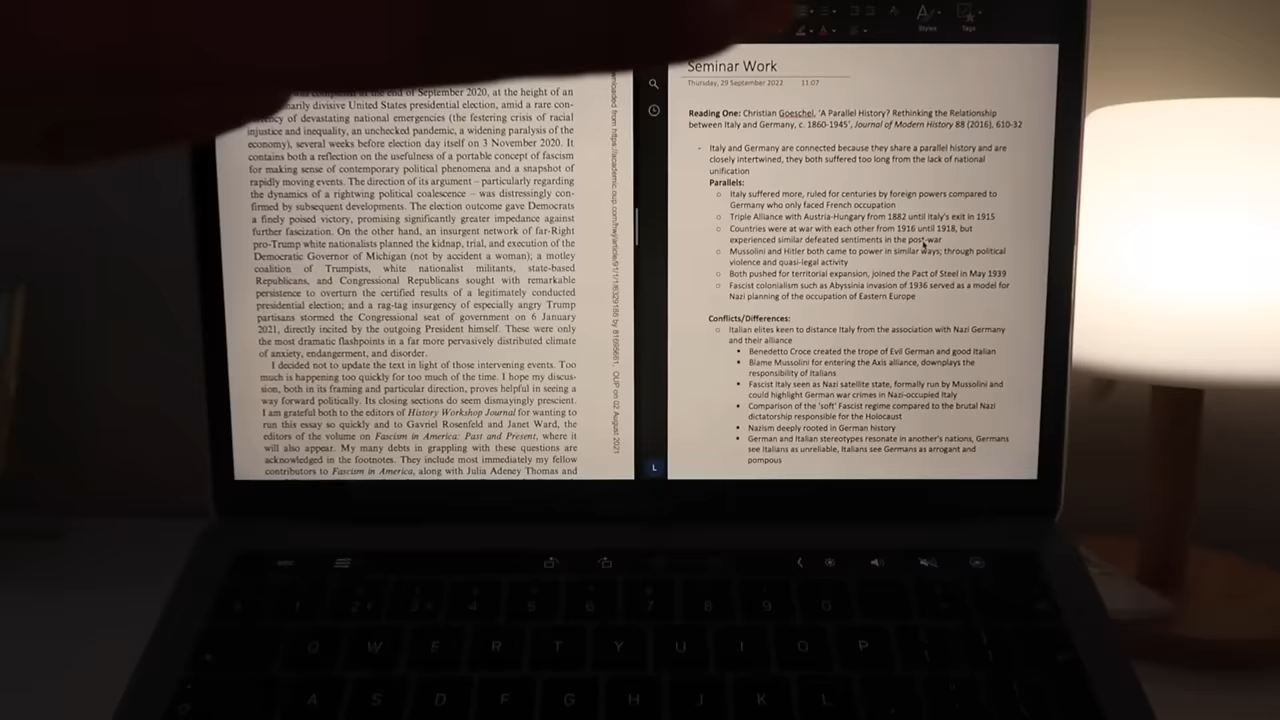 end of September 2020, at the height of an
narily divisive United States presidential election, amid a rare con-
of devastating national emergencies (the festering crisis of racial
injustice and inequality, an unchecked pandemic, a widening paralysis of the
economy), several weeks before election day itself on 3 November 2020. It
contains both a reflection on the usefulness of a portable concept of fascism
for making sense of contemporary political phenomena and a snapshot of
rapidly moving events. The direction of its argument – particularly regarding
the dynamics of a rightwing political coalescence – was distressingly con-
firmed by subsequent developments. The election outcome gave Democrats
a finely poised victory, promising significantly greater impedance against
further fascization. On the other hand, an insurgent network of far-Right
pro-Trump white nationalists planned the kidnap, trial, and execution of the
Democratic Governor of Michigan (not by accident a woman); a motley
coalition of Trumpists, white nationalist militants, state-based
Republicans, and Congressional Republicans sought with remarkable
persistence to overturn the certified results of a legitimately conducted
presidential election; and a rag-tag insurgency of especially angry Trump
partisans stormed the Congressional seat of government on 6 January
2021, directly incited by the outgoing President himself. These were only
the most dramatic flashpoints in a far more pervasively distributed climate
of anxiety, endangerment, and disorder.
I decided not to update the text in light of those intervening events. Too
much is happening too quickly for too much of the time. I hope my discus-
sion, both in its framing and particular direction, proves helpful in seeing a
way forward politically. Its closing sections do seem dismayingly prescient.
I am grateful both to the editors of History Workshop Journal for wanting to
run this essay so quickly and to Gavriel Rosenfeld and Janet Ward, the
editors of the volume on Fascism in America: Past and Present, where it
will also appear. My many debts in grappling with these questions are
acknowledged in the footnotes. They include most immediately my fellow
contributors to Fascism in America, along with Julia Adeney Thomas and
from https://academic.oup.com/hwj/article/91/1/1/6329186 by 81695661, OUP on 02 August 2021
L
Styles
Tags
Seminar Work
Thursday, 29 September 2022 11:07
Reading One: Christian Goeschel, 'A Parallel History? Rethinking the Relationship
between Italy and Germany, c. 1860-1945', Journal of Modern History 88 (2016), 610-32
- Italy and Germany are connected because they share a parallel history and are
closely intertwined, they both suffered too long from the lack of national
unification
Parallels:
○ Italy suffered more, ruled for centuries by foreign powers compared to
Germany who only faced French occupation
○ Triple Alliance with Austria-Hungary from 1882 until Italy's exit in 1915
○ Countries were at war with each other from 1916 until 1918, but
experienced similar defeated sentiments in the post-war
○ Mussolini and Hitler both came to power in similar ways; through political
violence and quasi-legal activity
○ Both pushed for territorial expansion, joined the Pact of Steel in May 1939
○ Fascist colonialism such as Abyssinia invasion of 1936 served as a model for
Nazi planning of the occupation of Eastern Europe
Conflicts/Differences:
○ Italian elites keen to distance Italy from the association with Nazi Germany
and their alliance
▪ Benedetto Croce created the trope of Evil German and good Italian
▪ Blame Mussolini for entering the Axis alliance, downplays the
responsibility of Italians
▪ Fascist Italy seen as Nazi satellite state, formally run by Mussolini and
could highlight German war crimes in Nazi-occupied Italy
▪ Comparison of the 'soft' Fascist regime compared to the brutal Nazi
dictatorship responsible for the Holocaust
▪ Nazism deeply rooted in German history
▪ German and Italian stereotypes resonate in another's nations, Germans
see Italians as unreliable, Italians see Germans as arrogant and
pompous
1 4 5 6 7 8 9 0
Q W E R T Y U I O P
A S D F G H J K L